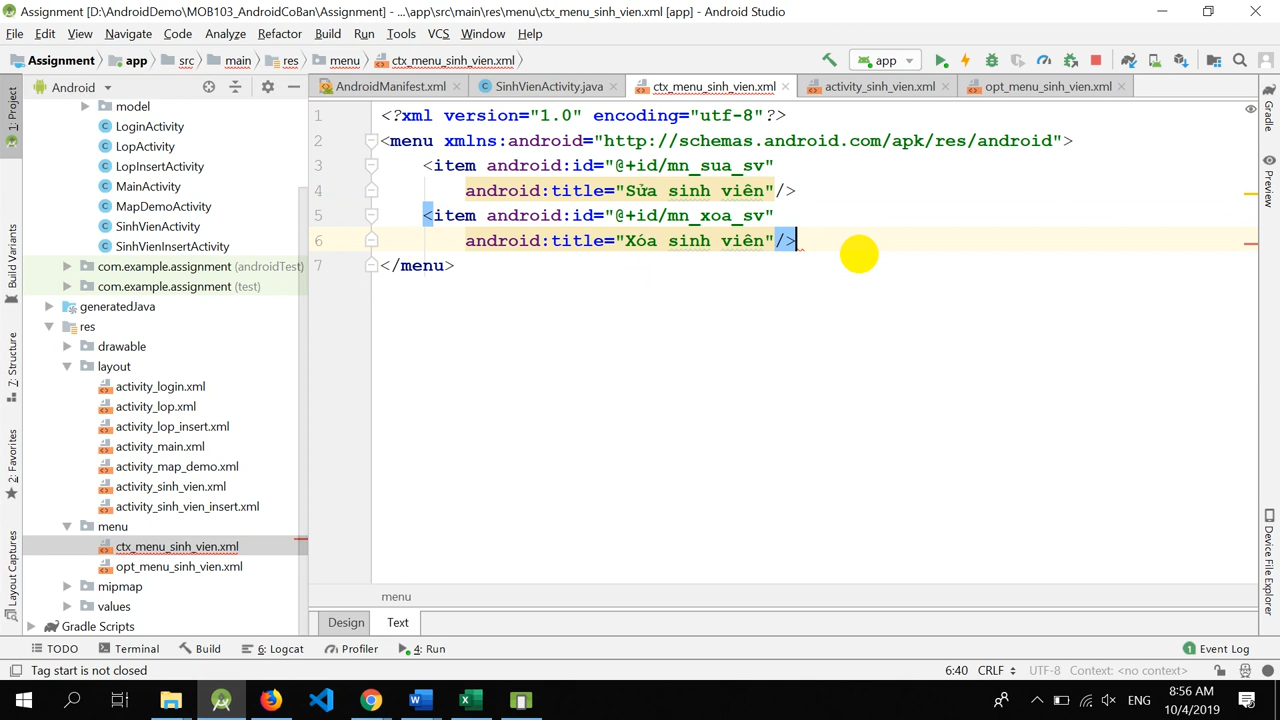 Assignment [D:\AndroidDemo\MOB103_AndroidCoBan\Assignment] - ...\app\src\main\res\menu\ctx_menu_sinh_vien.xml [app] - Android Studio
File Edit View Navigate Code Analyze Refactor Build Run Tools VCS Window Help
Assignment app src main res menu ctx_menu_sinh_vien.xml app
Android AndroidManifest.xml SinhVienActivity.java ctx_menu_sinh_vien.xml activity_sinh_vien.xml opt_menu_sinh_vien.xml
1: Project
Build Variants
7: Structure
2: Favorites
Layout Captures
model
LoginActivity
LopActivity
LopInsertActivity
MainActivity
MapDemoActivity
SinhVienActivity
SinhVienInsertActivity
com.example.assignment (androidTest)
com.example.assignment (test)
generatedJava
res
drawable
layout
activity_login.xml
activity_lop.xml
activity_lop_insert.xml
activity_main.xml
activity_map_demo.xml
activity_sinh_vien.xml
activity_sinh_vien_insert.xml
menu
ctx_menu_sinh_vien.xml
opt_menu_sinh_vien.xml
mipmap
values
Gradle Scripts
1 <?xml version="1.0" encoding="utf-8"?>
2 <menu xmlns:android="http://schemas.android.com/apk/res/android">
3 <item android:id="@+id/mn_sua_sv"
4 android:title="Sửa sinh viên"/>
5 <item android:id="@+id/mn_xoa_sv"
6 android:title="Xóa sinh viên"/>
7 </menu>
menu
Design Text
Gradle
Preview
Device File Explorer
TODO Terminal Build 6: Logcat Profiler 4: Run 1 Event Log
Tag start is not closed 6:40 CRLF UTF-8 Context: <no context>
ENG 8:56 AM
10/4/2019